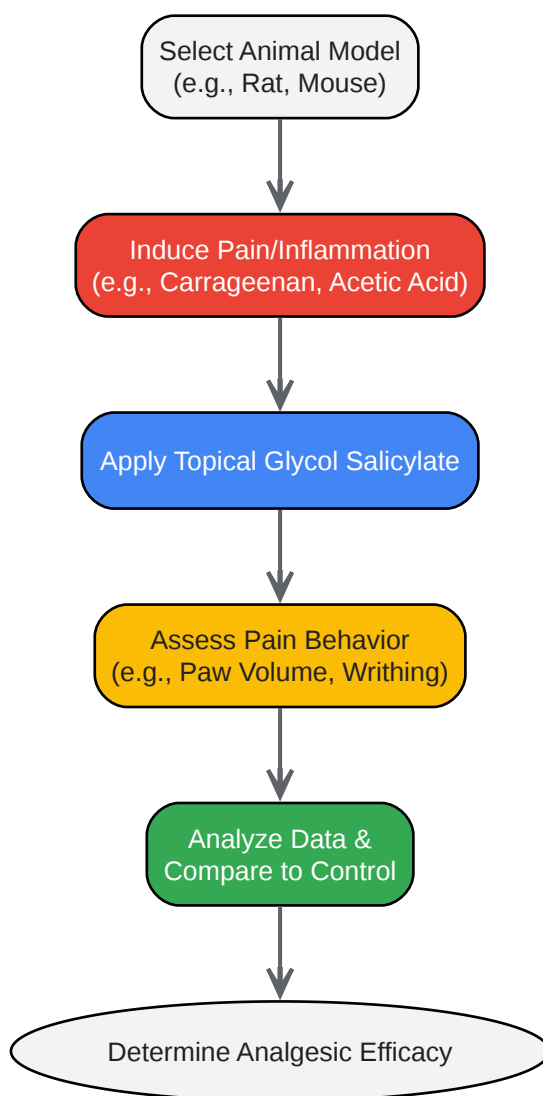 Select Animal Model
(e.g., Rat, Mouse)
Induce Pain/Inflammation
(e.g., Carrageenan, Acetic Acid)
Apply Topical Glycol Salicylate
Assess Pain Behavior
(e.g., Paw Volume, Writhing)
Analyze Data &
Compare to Control
Determine Analgesic Efficacy